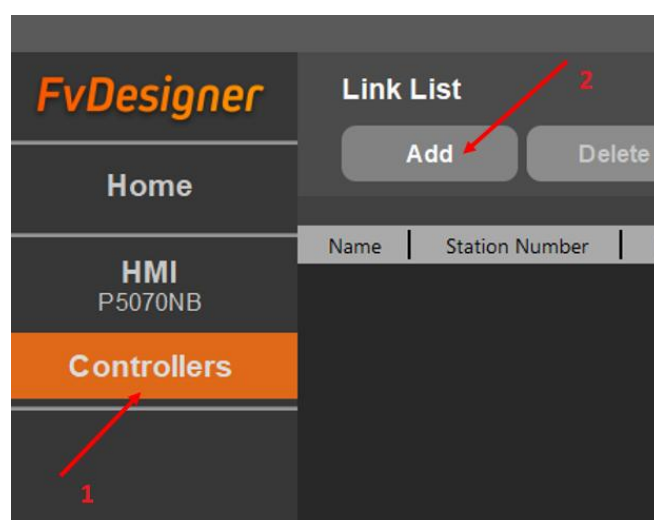 FvDesigner
Home
HMI
P5070NB
Controllers
1
Link List
2
Add Delete
Name Station Number